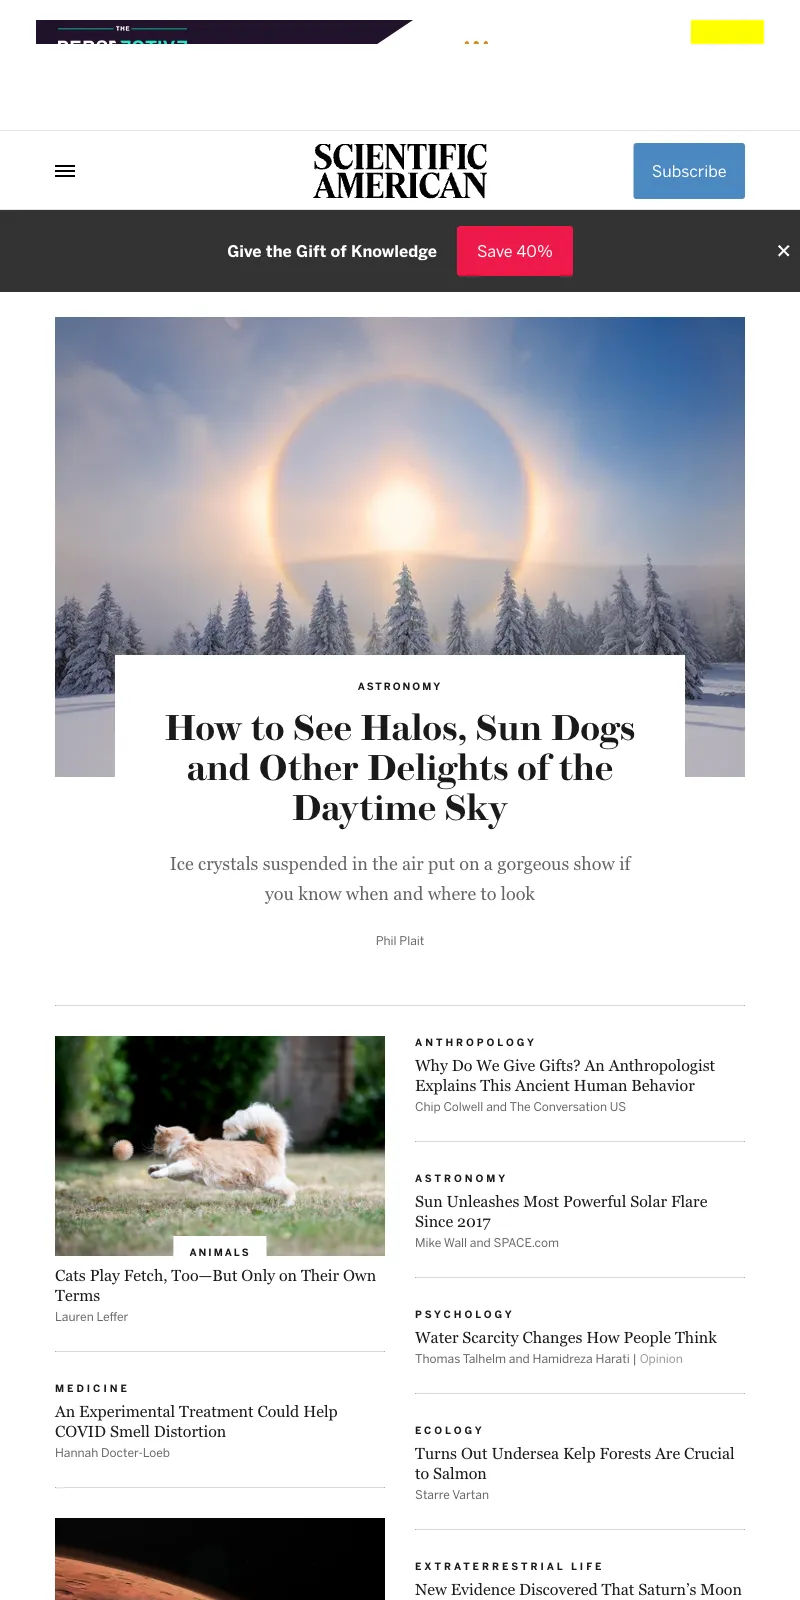 THE
SCIENTIFIC
AMERICAN
Subscribe
Give the Gift of Knowledge
Save 40%
ASTRONOMY
How to See Halos, Sun Dogs
and Other Delights of the
Daytime Sky
Ice crystals suspended in the air put on a gorgeous show if
you know when and where to look
Phil Plait
ANIMALS
Cats Play Fetch, Too—But Only on Their Own
Terms
Lauren Leffer
MEDICINE
An Experimental Treatment Could Help
COVID Smell Distortion
Hannah Docter-Loeb
ANTHROPOLOGY
Why Do We Give Gifts? An Anthropologist
Explains This Ancient Human Behavior
Chip Colwell and The Conversation US
ASTRONOMY
Sun Unleashes Most Powerful Solar Flare
Since 2017
Mike Wall and SPACE.com
PSYCHOLOGY
Water Scarcity Changes How People Think
Thomas Talhelm and Hamidreza Harati | Opinion
ECOLOGY
Turns Out Undersea Kelp Forests Are Crucial
to Salmon
Starre Vartan
EXTRATERRESTRIAL LIFE
New Evidence Discovered That Saturn’s Moon